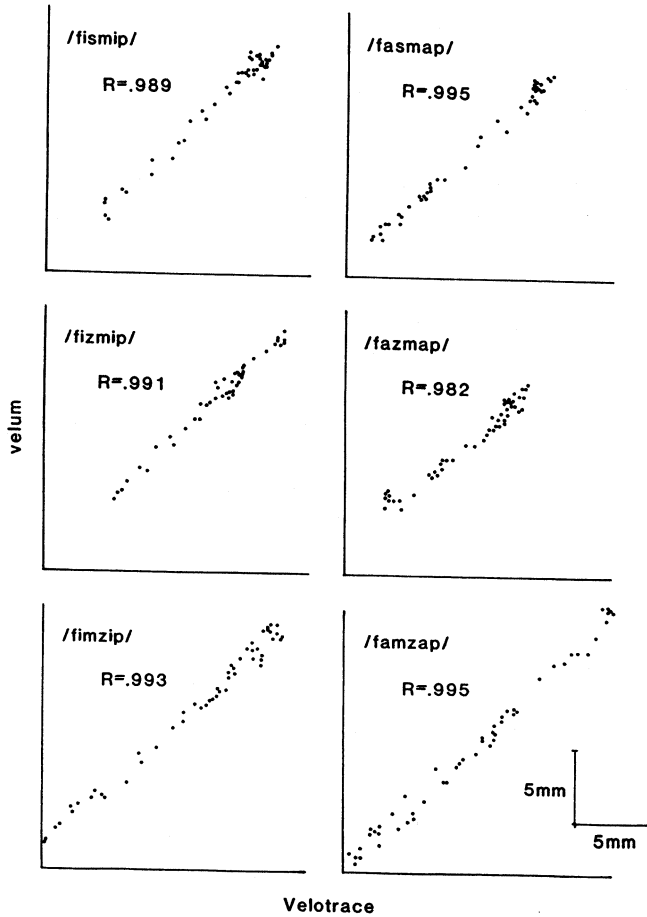 /fismip/
R=.989
/fasmap/
R=.995
/fizmip/
R=.991
/fazmap/
R=.982
velum
/fimzip/
R=.993
/famzap/
R=.995
5mm
5mm
Velotrace